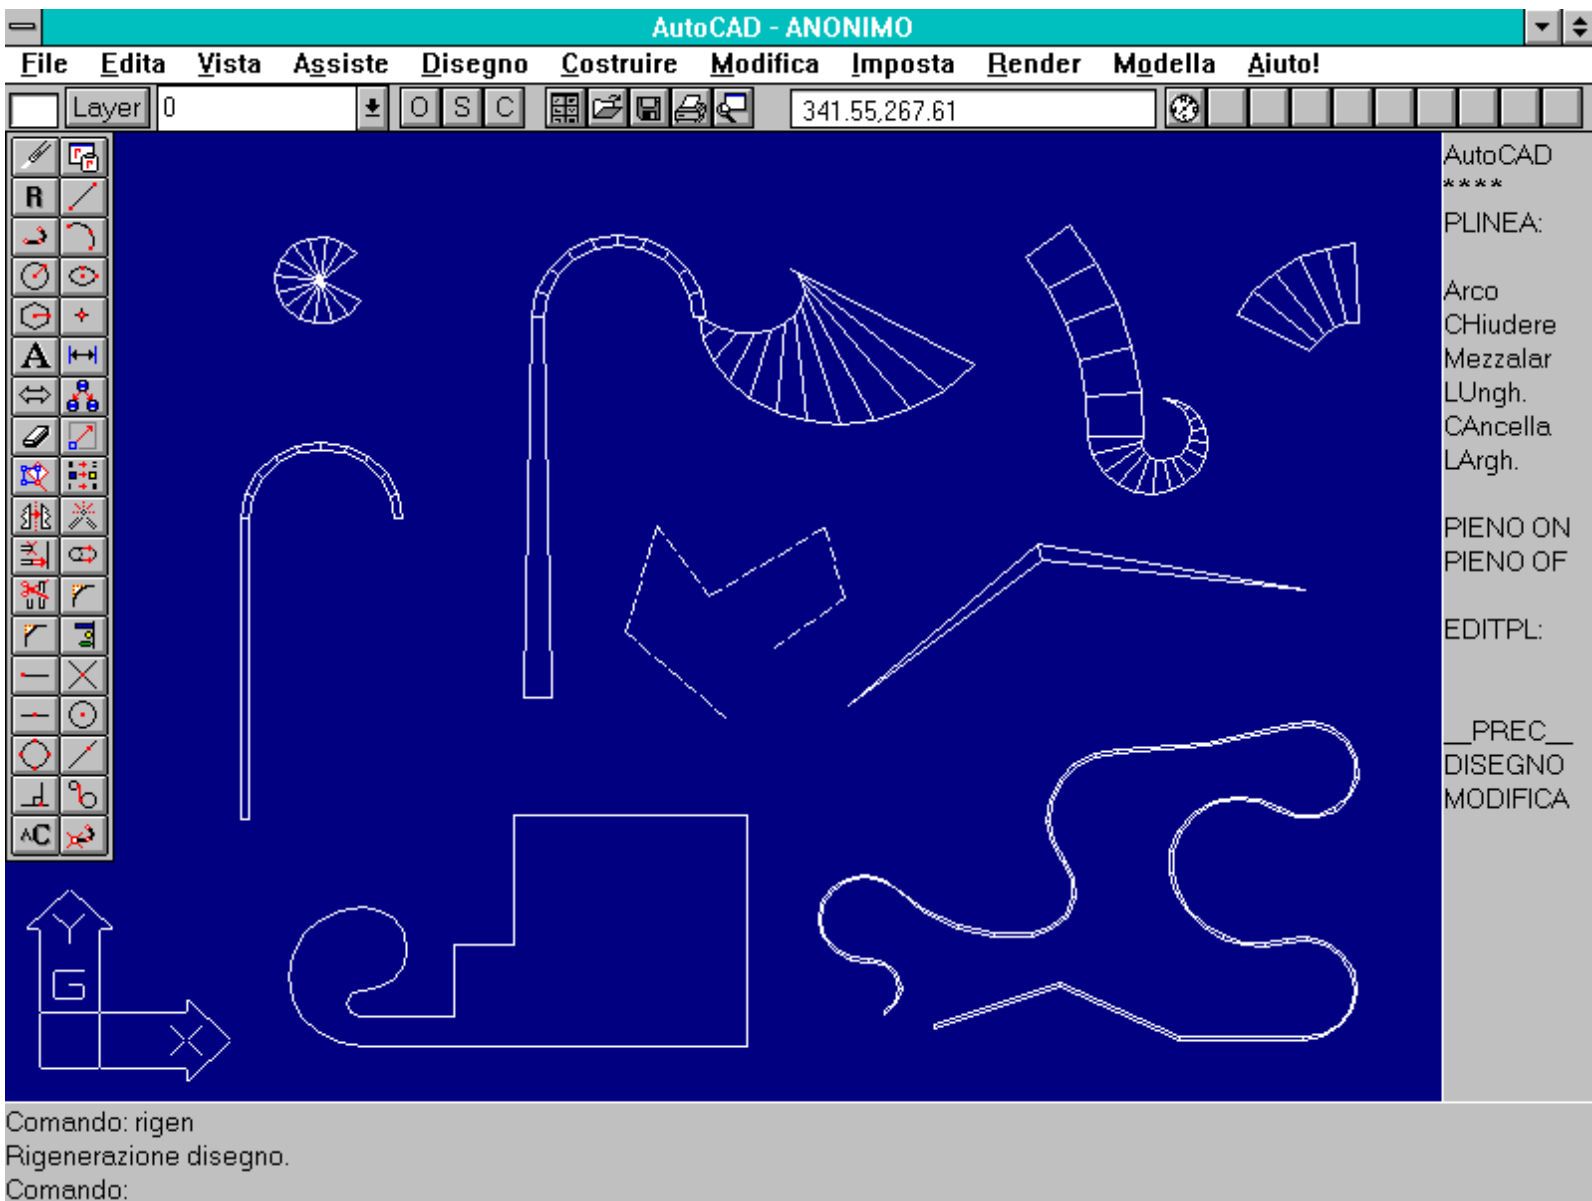 AutoCAD - ANONIMO
File Edita Vista Assiste Disegno Costruire Modifica Imposta Render Modella Aiuto!
Layer 0 O S C 341.55,267.61
AutoCAD
****
PLINEA:
Arco
CHiudere
Mezzalar
LUngh.
CAncella
LArgh.
PIENO ON
PIENO OF
EDITPL:
__PREC__
DISEGNO
MODIFICA
R
A
AC
Y
G
X
Comando: rigen
Rigenerazione disegno.
Comando: